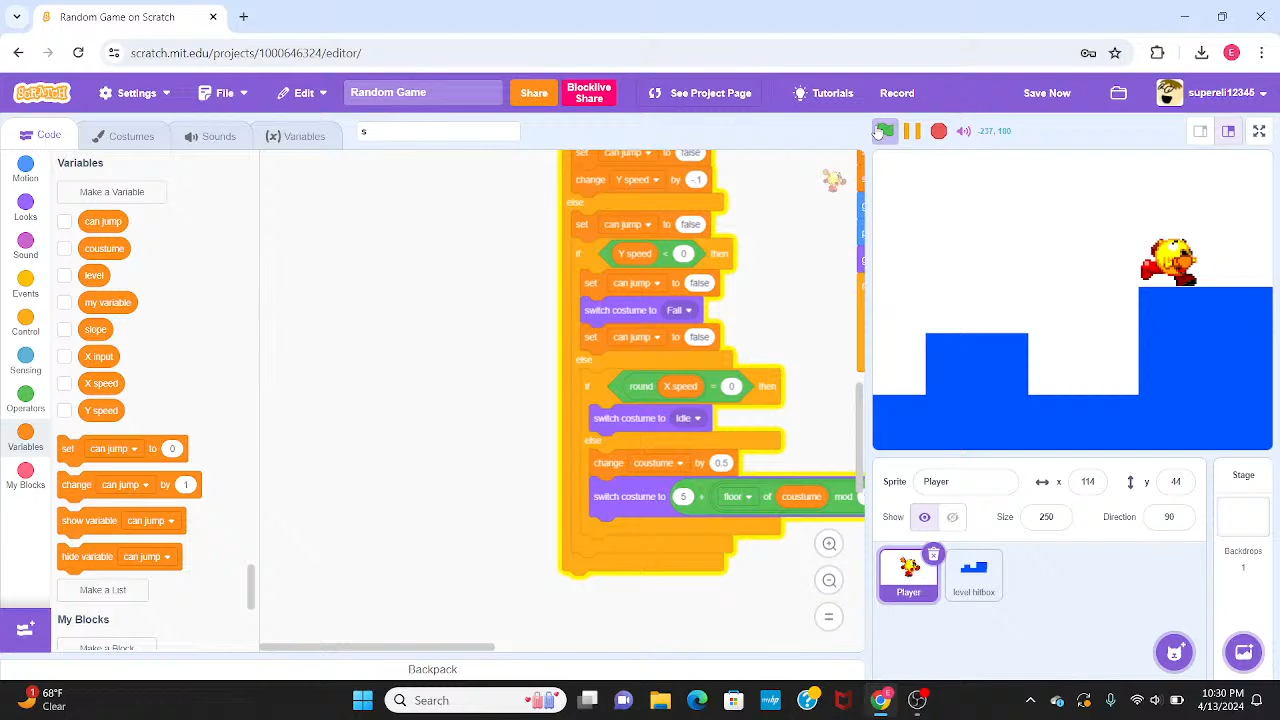 Random Game on Scratch
scratch.mit.edu/projects/1000646324/editor/
E
SCRATCH
Settings
File
Edit
Random Game
Share
Blocklive
Share
See Project Page
Tutorials
Record
Save Now
supereli12345
Code
Costumes
Sounds
Variables
s
-237, 180
Motion
Looks
Sound
Events
Control
Sensing
Operators
Variables
My Blocks
Variables
Make a Variable
can jump
coustume
level
my variable
slope
X input
X speed
Y speed
set can jump to 0
change can jump by 1
show variable can jump
hide variable can jump
Make a List
My Blocks
Make a Block
set can jump to false
change Y speed by -.1
else
set can jump to false
if Y speed < 0 then
set can jump to false
switch costume to Fall
set can jump to false
else
if round X speed = 0 then
switch costume to Idle
else
change coustume by 0.5
switch costume to 5 + floor of coustume mod
Sprite Player x 114 y 44
Show Size 250 Direction 90
Player
level hitbox
Stage
Backdrops
1
Backpack
1
68°F
Clear
Search
mhp
E
10:30 PM
4/13/2024